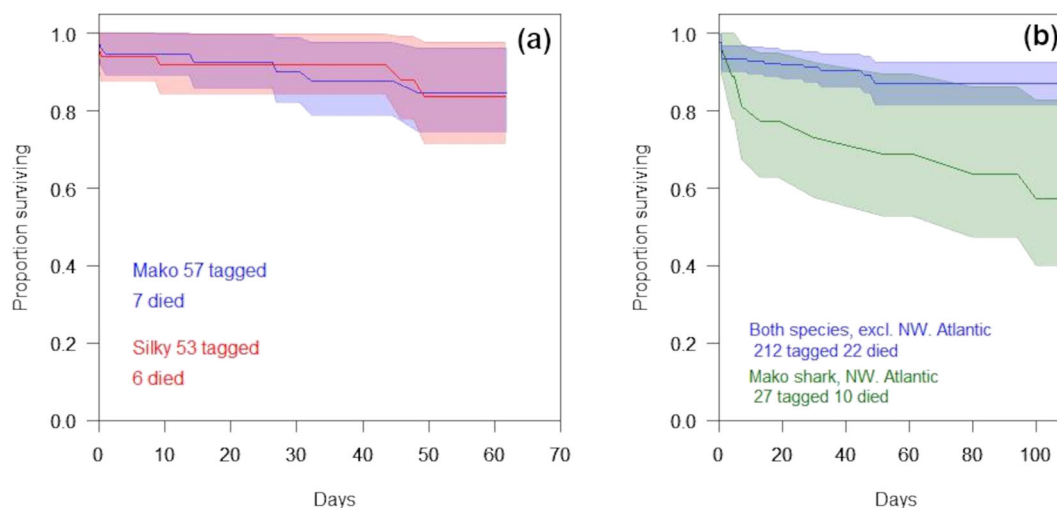 (a)
Proportion surviving
1.0
0.8
0.6
0.4
0.2
0.0
Mako 57 tagged
7 died
Silky 53 tagged
6 died
0 10 20 30 40 50 60 70
Days
(b)
Proportion surviving
1.0
0.8
0.6
0.4
0.2
0.0
Both species, excl. NW. Atlantic
212 tagged 22 died
Mako shark, NW. Atlantic
27 tagged 10 died
0 20 40 60 80 100
Days